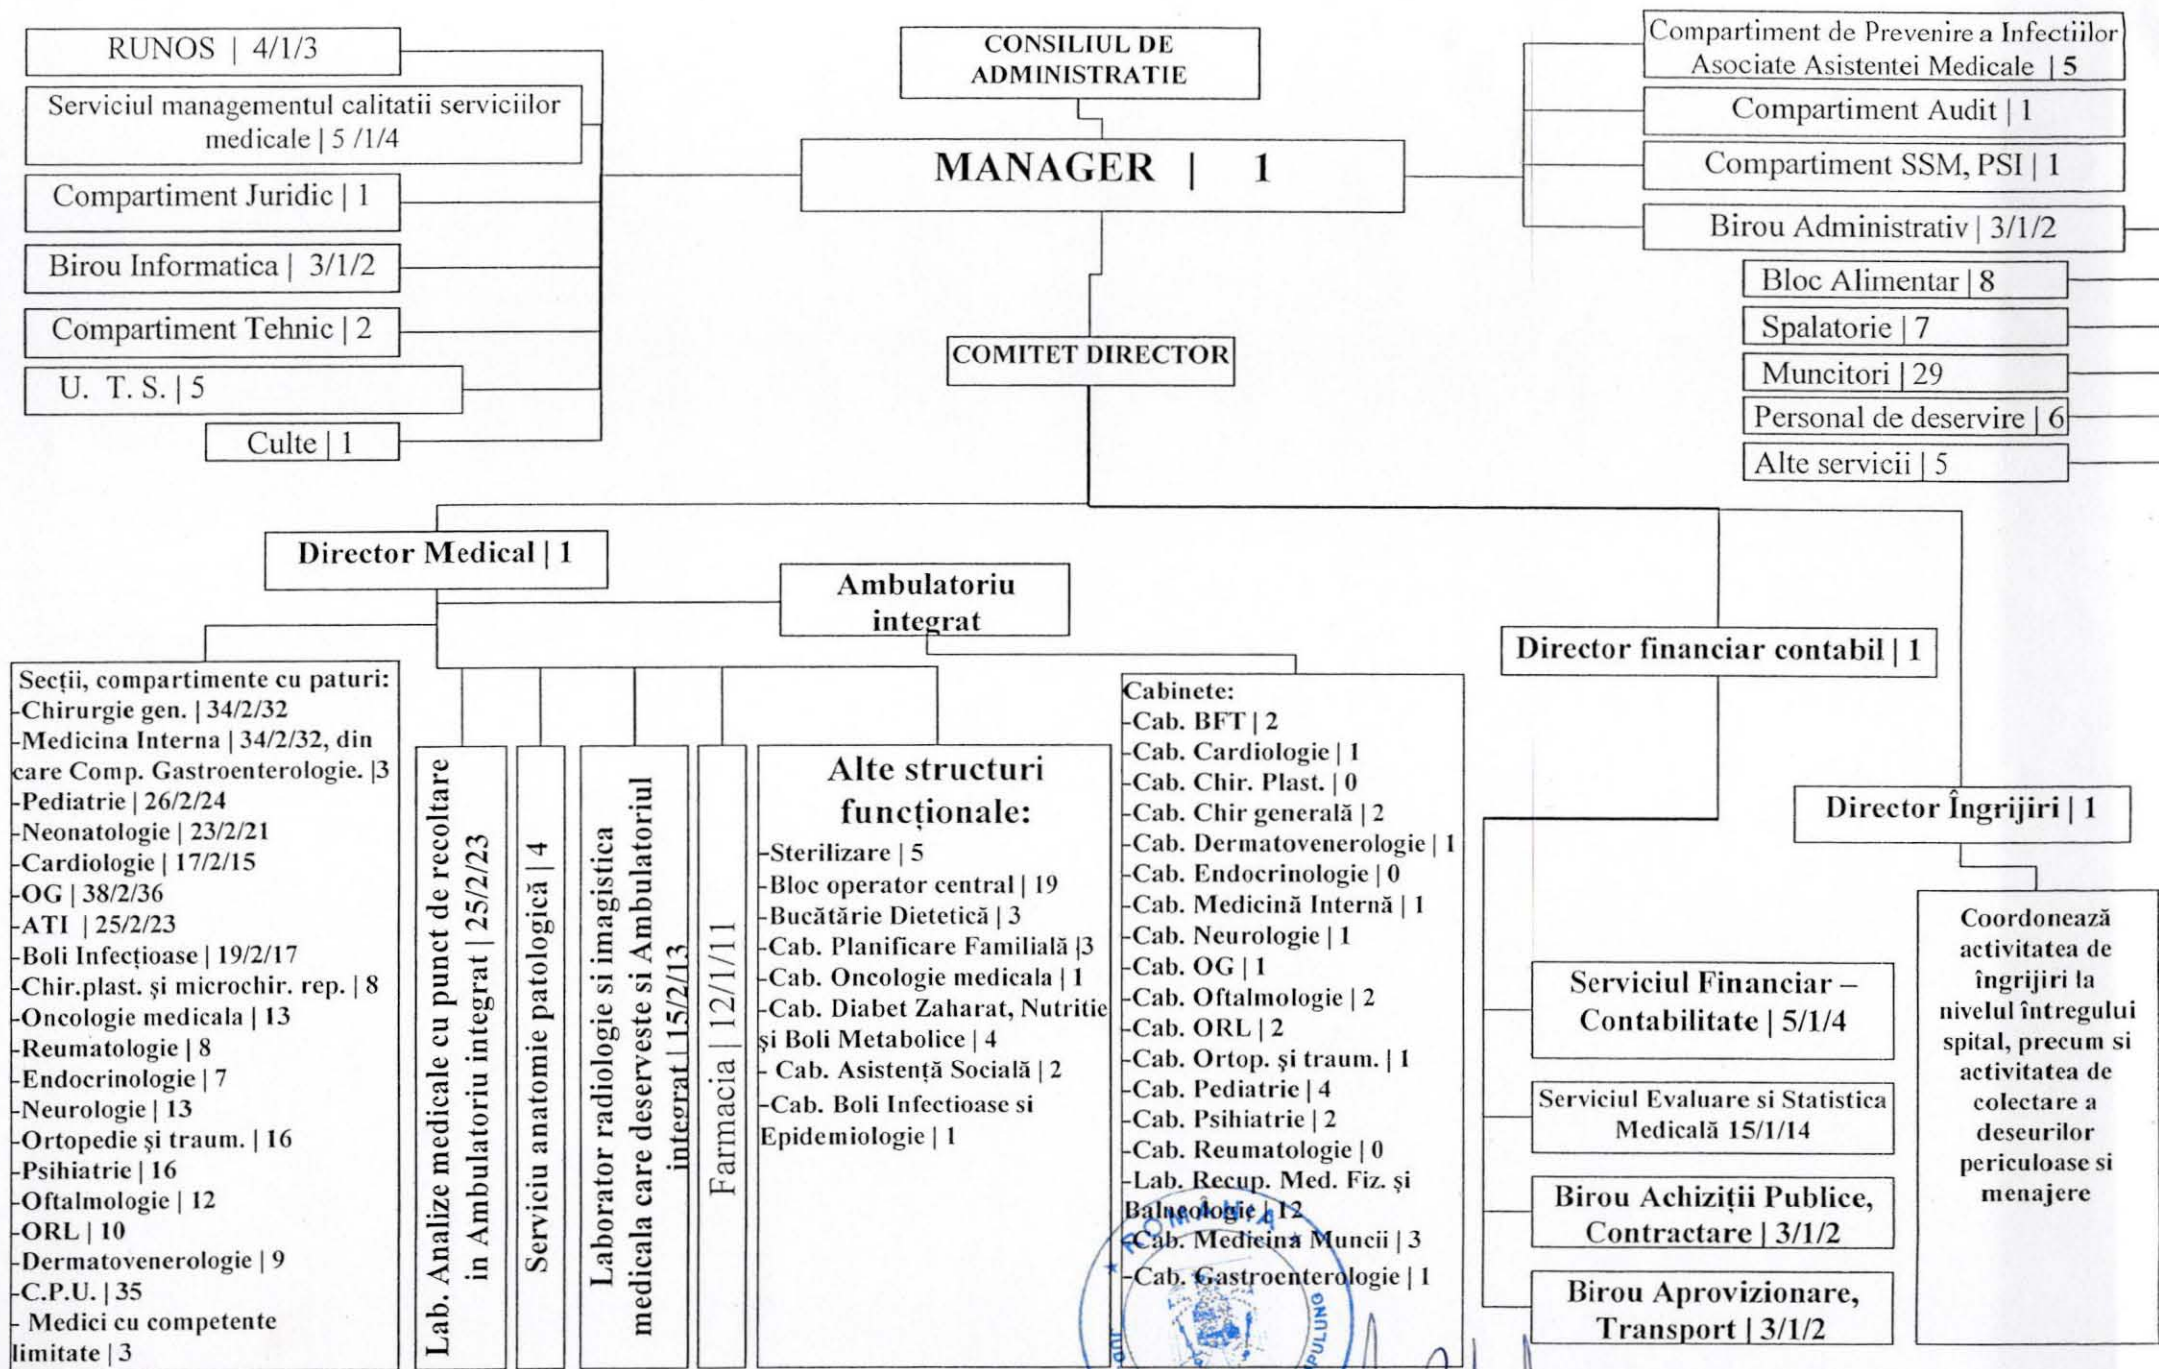 RUNOS | 4/1/3
Serviciul managementul calitatii serviciilor
medicale | 5 /1/4
Compartiment Juridic | 1
Birou Informatica | 3/1/2
Compartiment Tehnic | 2
U. T. S. | 5
Culte | 1
CONSILIUL DE
ADMINISTRATIE
MANAGER | 1
COMITET DIRECTOR
Compartiment de Prevenire a Infectiilor
Asociate Asistentei Medicale | 5
Compartiment Audit | 1
Compartiment SSM, PSI | 1
Birou Administrativ | 3/1/2
Bloc Alimentar | 8
Spalatorie | 7
Muncitori | 29
Personal de deservire | 6
Alte servicii | 5
Director Medical | 1
Ambulatoriu
integrat
Director financiar contabil | 1
Director Îngrijiri | 1
Secții, compartimente cu paturi:
-Chirurgie gen. | 34/2/32
-Medicina Interna | 34/2/32, din
care Comp. Gastroenterologie. |3
-Pediatrie | 26/2/24
-Neonatologie | 23/2/21
-Cardiologie | 17/2/15
-OG | 38/2/36
-ATI | 25/2/23
-Boli Infecțioase | 19/2/17
-Chir.plast. și microchir. rep. | 8
-Oncologie medicala | 13
-Reumatologie | 8
-Endocrinologie | 7
-Neurologie | 13
-Ortopedie și traum. | 16
-Psihiatrie | 16
-Oftalmologie | 12
-ORL | 10
-Dermatovenerologie | 9
-C.P.U. | 35
- Medici cu competente
limitate | 3
Lab. Analize medicale cu punct de recoltare
in Ambulatoriu integrat | 25/2/23
Serviciu anatomie patologică | 4
Laborator radiologie si imagistica
medicala care deserveste si Ambulatoriul
integrat | 15/2/13
Farmacia | 12/1/11
Alte structuri
funcționale:
-Sterilizare | 5
-Bloc operator central | 19
-Bucătărie Dietetică | 3
-Cab. Planificare Familială |3
-Cab. Oncologie medicala | 1
-Cab. Diabet Zaharat, Nutritie
și Boli Metabolice | 4
- Cab. Asistență Socială | 2
-Cab. Boli Infectioase si
Epidemiologie | 1
Cabinete:
-Cab. BFT | 2
-Cab. Cardiologie | 1
-Cab. Chir. Plast. | 0
-Cab. Chir generală | 2
-Cab. Dermatovenerologie | 1
-Cab. Endocrinologie | 0
-Cab. Medicină Internă | 1
-Cab. Neurologie | 1
-Cab. OG | 1
-Cab. Oftalmologie | 2
-Cab. ORL | 2
-Cab. Ortop. și traum. | 1
-Cab. Pediatrie | 4
-Cab. Psihiatrie | 2
-Cab. Reumatologie | 0
-Lab. Recup. Med. Fiz. și
Balneologie | 12
-Cab. Medicina Muncii | 3
-Cab. Gastroenterologie | 1
ROMÂNIA
Serviciul Financiar –
Contabilitate | 5/1/4
Serviciul Evaluare si Statistica
Medicală 15/1/14
Birou Achiziții Publice,
Contractare | 3/1/2
Birou Aprovizionare,
Transport | 3/1/2
Coordonează
activitatea de
îngrijiri la
nivelul întregului
spital, precum si
activitatea de
colectare a
deseurilor
periculoase si
menajere